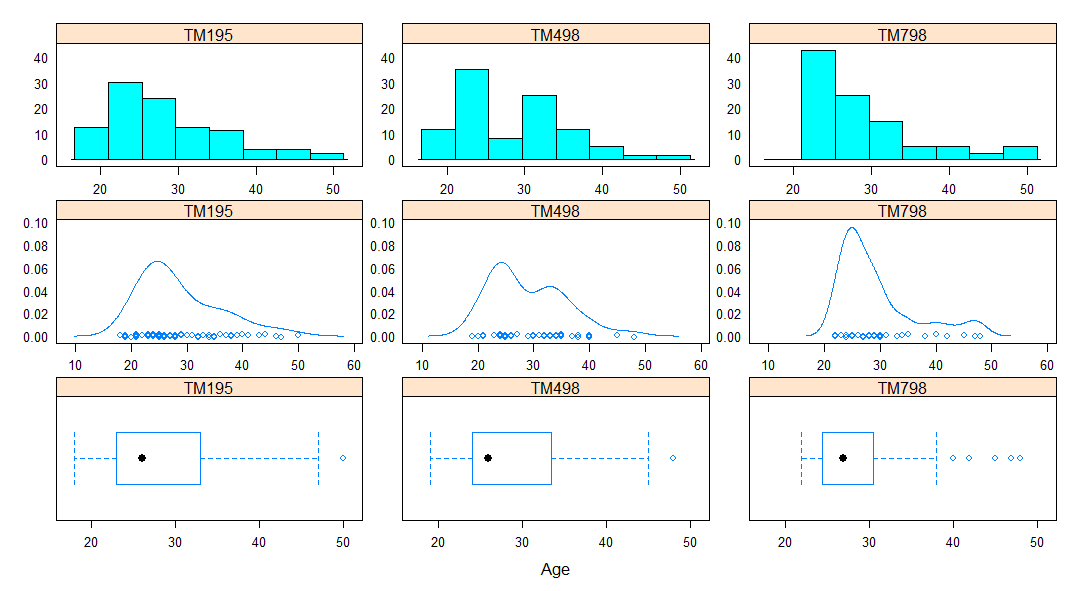 TM195 TM498 TM798
40 40 40
30 30 30
20 20 20
10 10 10
0 0 0
20 30 40 50 20 30 40 50 20 30 40 50
TM195 TM498 TM798
0.10 0.10 0.10
0.08 0.08 0.08
0.06 0.06 0.06
0.04 0.04 0.04
0.02 0.02 0.02
0.00 0.00 0.00
10 20 30 40 50 60 10 20 30 40 50 60 10 20 30 40 50 60
TM195 TM498 TM798
20 30 40 50 20 30 40 50 20 30 40 50
Age